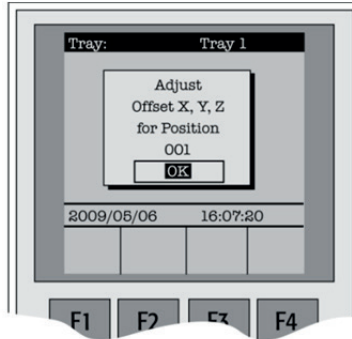 Tray: Tray 1
Adjust
Offset X, Y, Z
for Position
001
OK
2009/05/06 16:07:20
F1 F2 F3 F4